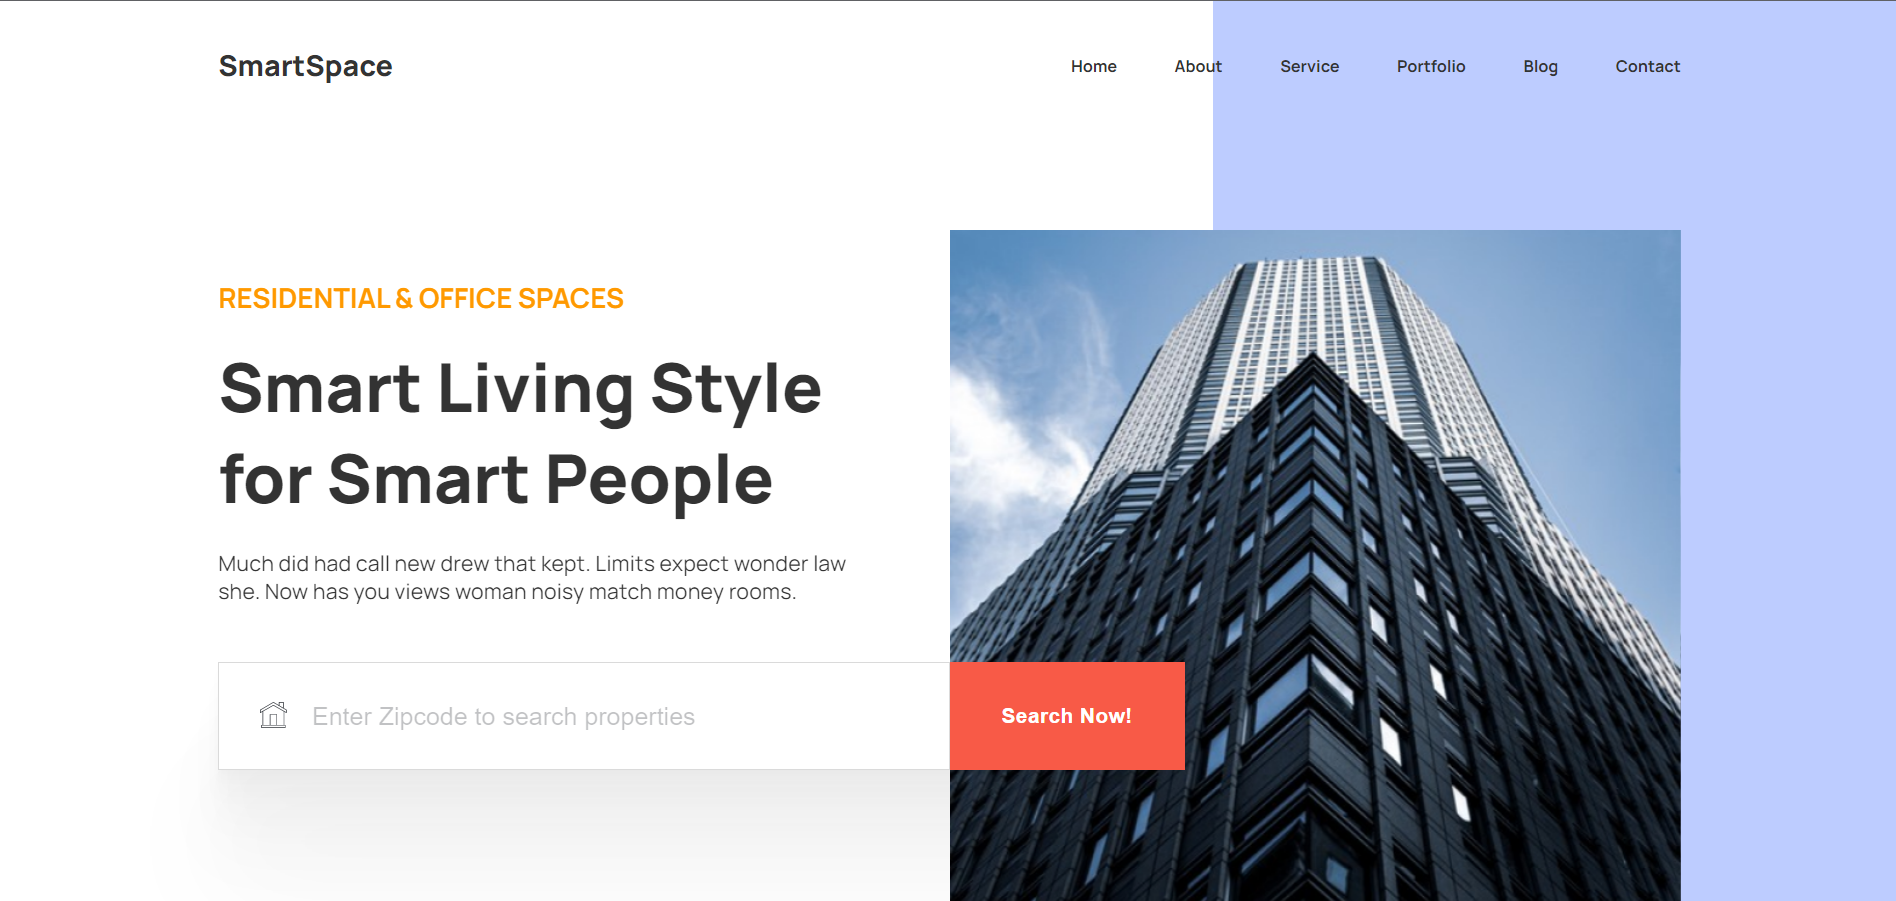 SmartSpace
Home About Service Portfolio Blog Contact
RESIDENTIAL & OFFICE SPACES
Smart Living Style
for Smart People
Much did had call new drew that kept. Limits expect wonder law
she. Now has you views woman noisy match money rooms.
Enter Zipcode to search properties
Search Now!